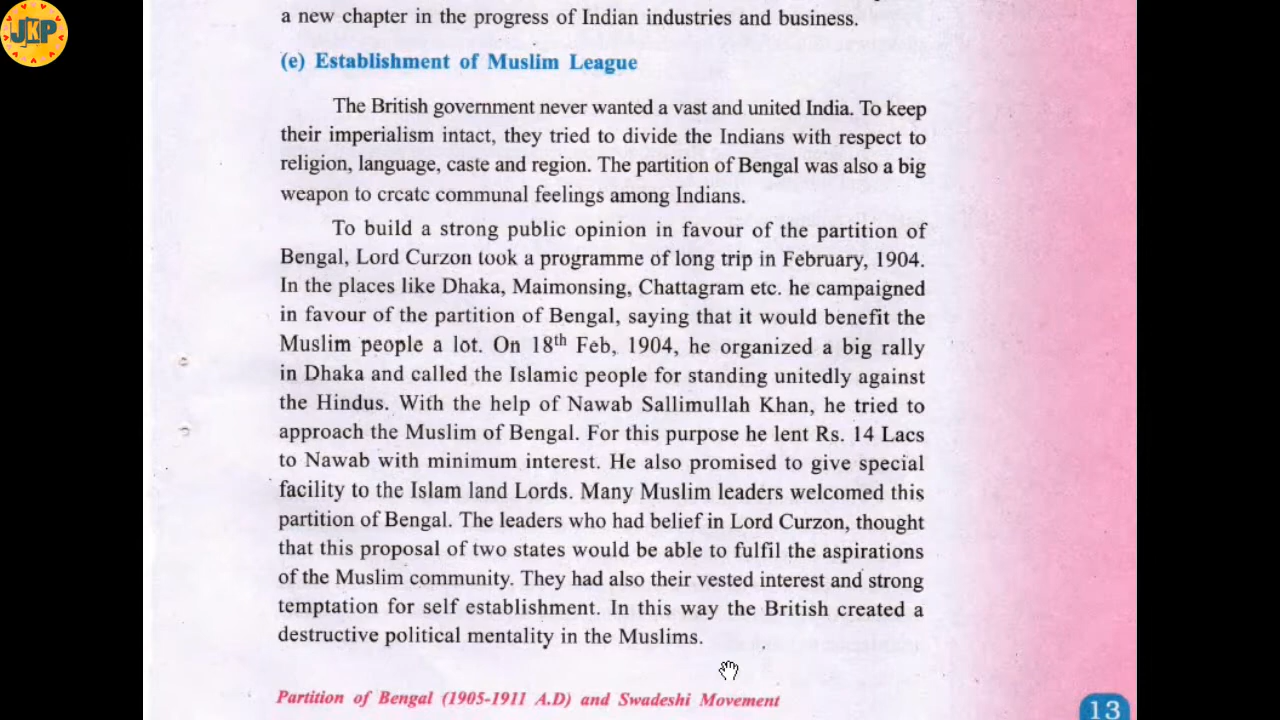 JKP
a new chapter in the progress of Indian industries and business.
(e) Establishment of Muslim League
The British government never wanted a vast and united India. To keep
their imperialism intact, they tried to divide the Indians with respect to
religion, language, caste and region. The partition of Bengal was also a big
weapon to create communal feelings among Indians.
To build a strong public opinion in favour of the partition of
Bengal, Lord Curzon took a programme of long trip in February, 1904.
In the places like Dhaka, Maimonsing, Chattagram etc. he campaigned
in favour of the partition of Bengal, saying that it would benefit the
Muslim people a lot. On 18th Feb, 1904, he organized a big rally
in Dhaka and called the Islamic people for standing unitedly against
the Hindus. With the help of Nawab Sallimullah Khan, he tried to
approach the Muslim of Bengal. For this purpose he lent Rs. 14 Lacs
to Nawab with minimum interest. He also promised to give special
facility to the Islam land Lords. Many Muslim leaders welcomed this
partition of Bengal. The leaders who had belief in Lord Curzon, thought
that this proposal of two states would be able to fulfil the aspirations
of the Muslim community. They had also their vested interest and strong
temptation for self establishment. In this way the British created a
destructive political mentality in the Muslims.
Partition of Bengal (1905-1911 A.D) and Swadeshi Movement
13